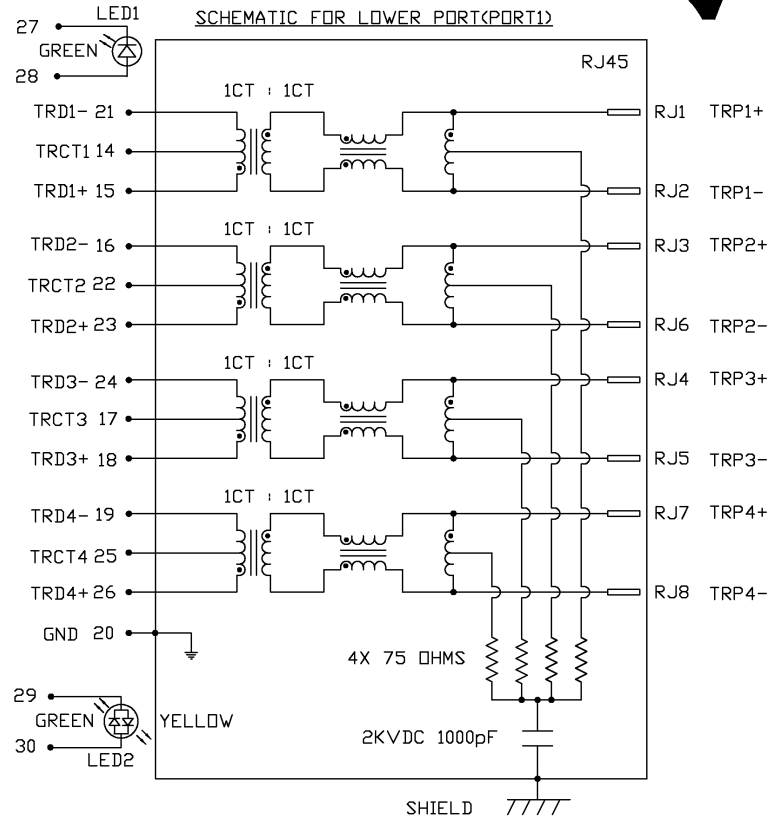 SCHEMATIC FOR LOWER PORT(PORT1)
LED1
27
GREEN
28
RJ45
1CT : 1CT
TRD1- 21
RJ1 TRP1+
TRCT1 14
TRD1+ 15
RJ2 TRP1-
1CT : 1CT
TRD2- 16
RJ3 TRP2+
TRCT2 22
TRD2+ 23
RJ6 TRP2-
1CT : 1CT
TRD3- 24
RJ4 TRP3+
TRCT3 17
TRD3+ 18
RJ5 TRP3-
1CT : 1CT
TRD4- 19
RJ7 TRP4+
TRCT4 25
TRD4+ 26
RJ8 TRP4-
GND 20
4X 75 OHMS
29
GREEN
YELLOW
30
LED2
2KVDC 1000pF
SHIELD